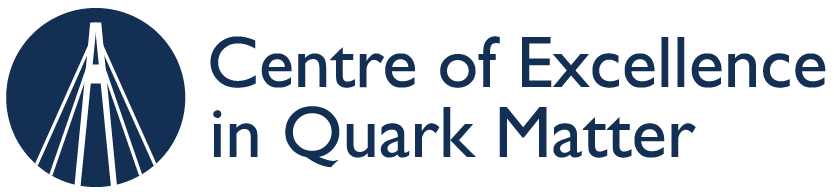 Centre of Excellence
in Quark Matter